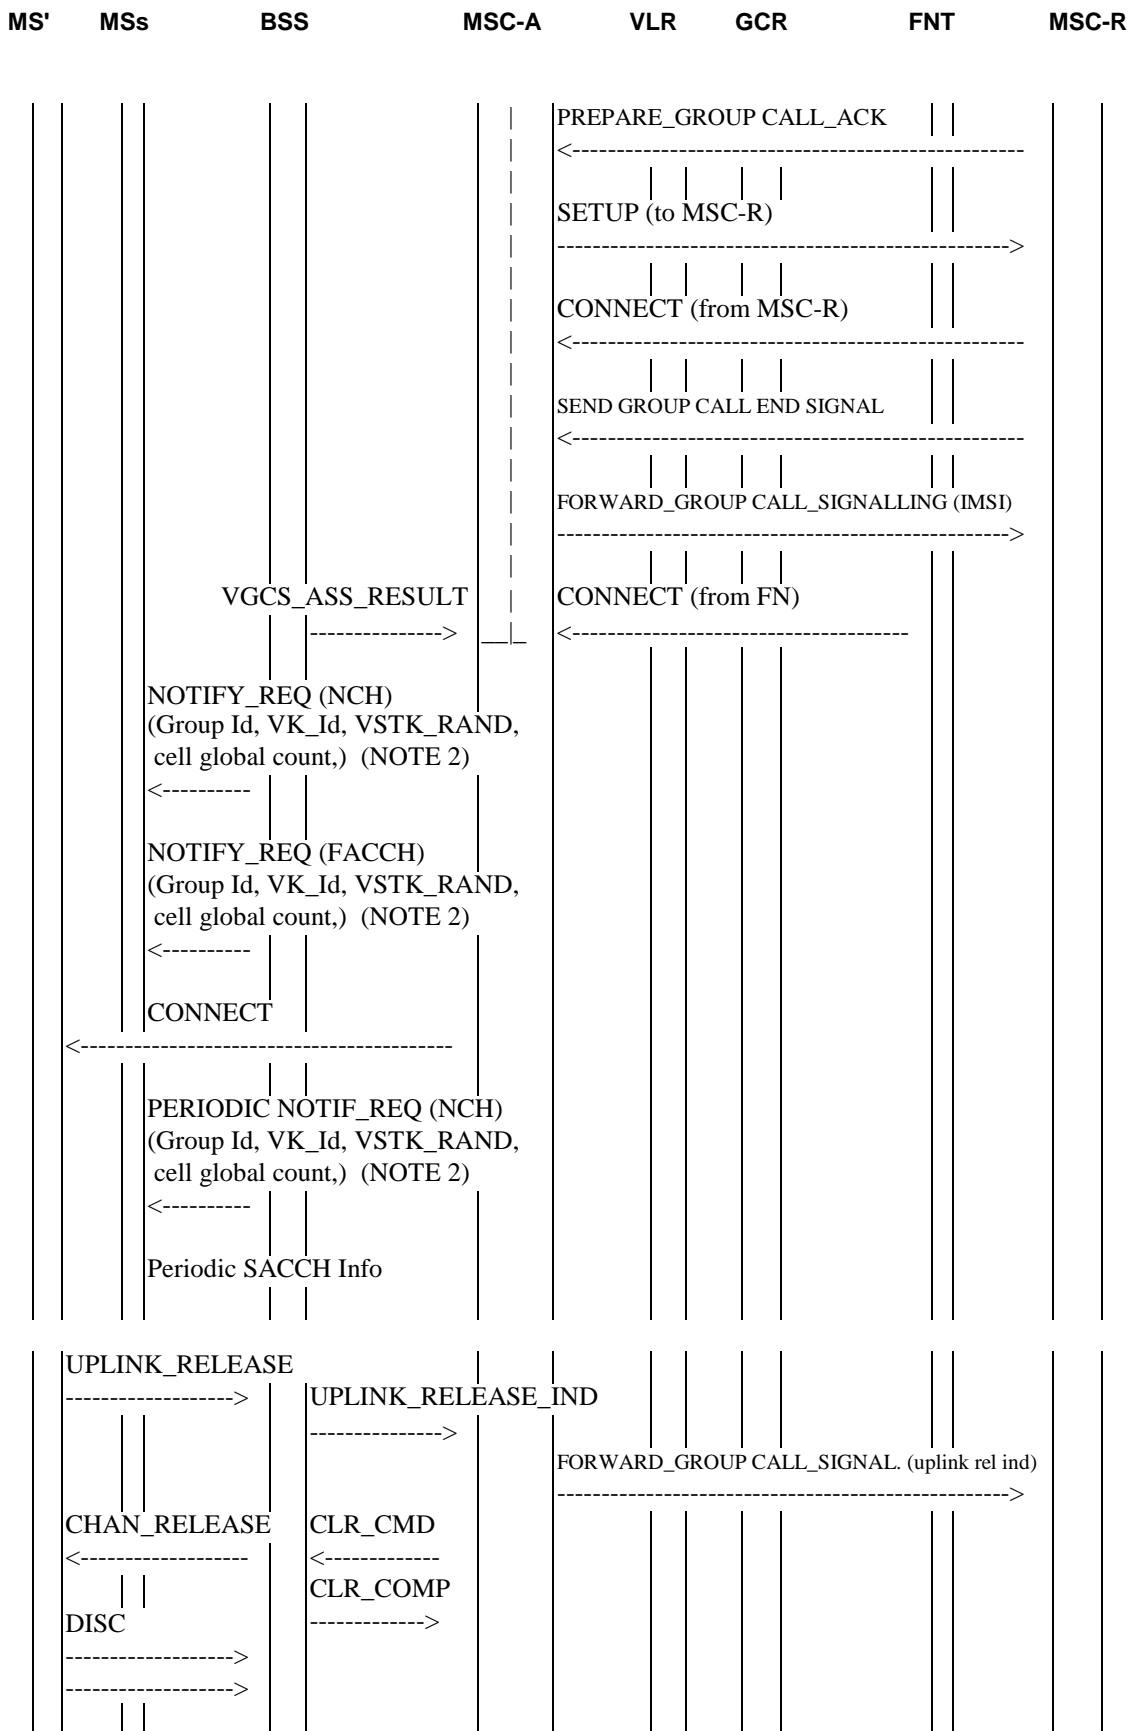 MS' MSs BSS MSC-A VLR GCR FNT MSC-R
PREPARE_GROUP CALL_ACK
<---------------------------------------------------
SETUP (to MSC-R)
--------------------------------------------------->
CONNECT (from MSC-R)
<---------------------------------------------------
SEND GROUP CALL END SIGNAL
<---------------------------------------------------
FORWARD_GROUP CALL_SIGNALLING (IMSI)
--------------------------------------------------->
VGCS_ASS_RESULT CONNECT (from FN)
---------------> __|_ <--------------------------------------
NOTIFY_REQ (NCH)
(Group Id, VK_Id, VSTK_RAND,
cell global count,) (NOTE 2)
<----------
NOTIFY_REQ (FACCH)
(Group Id, VK_Id, VSTK_RAND,
cell global count,) (NOTE 2)
<----------
CONNECT
<------------------------------------------
PERIODIC NOTIF_REQ (NCH)
(Group Id, VK_Id, VSTK_RAND,
cell global count,) (NOTE 2)
<----------
Periodic SACCH Info
UPLINK_RELEASE
------------------->
UPLINK_RELEASE_IND
--------------->
FORWARD_GROUP CALL_SIGNAL. (uplink rel ind)
--------------------------------------------------->
CHAN_RELEASE CLR_CMD
<------------------- <-------------
CLR_COMP
DISC ------------->
------------------->
------------------->